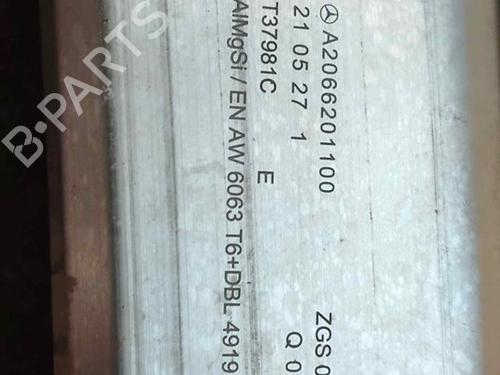 A2066201100 ZGS 0
21 05 27 1 Q 0
T37981C E
AlMgSi / EN AW 6063 T6+DBL 4919
B-PARTS